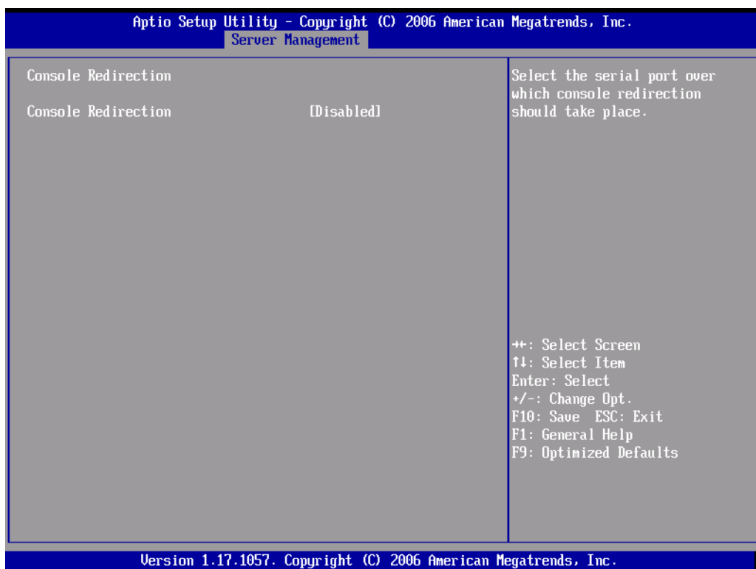 Aptio Setup Utility - Copyright (C) 2006 American Megatrends, Inc.
Server Management
Console Redirection
Console Redirection [Disabled]
Select the serial port over
which console redirection
should take place.
→←: Select Screen
↑↓: Select Item
Enter: Select
+/-: Change Opt.
F10: Save ESC: Exit
F1: General Help
F9: Optimized Defaults
Version 1.17.1057. Copyright (C) 2006 American Megatrends, Inc.